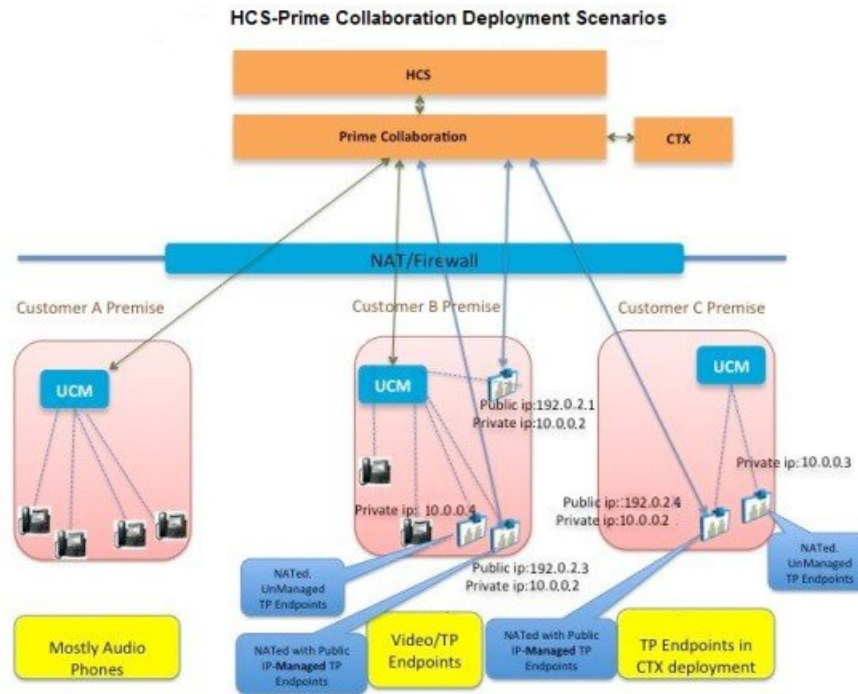 HCS-Prime Collaboration Deployment Scenarios
HCS
Prime Collaboration
CTX
NAT/Firewall
Customer A Premise
Customer B Premise
Customer C Premise
UCM
UCM
UCM
Public ip:192.0.2.1
Private ip:10.0.0.2
Private ip:10.0.0.3
Private ip: 10.0.0.4
Public ip: :192.0.2.4
Private ip:10.0.0.2
Public ip:192.0.2.3
Private ip:10.0.0.2
NATed.
UnManaged
TP Endpoints
NATed.
UnManaged
TP Endpoints
NATed with Public
IP-Managed TP
Endpoints
NATed with Public
IP-Managed TP
Endpoints
Mostly Audio
Phones
Video/TP
Endpoints
TP Endpoints in
CTX deployment